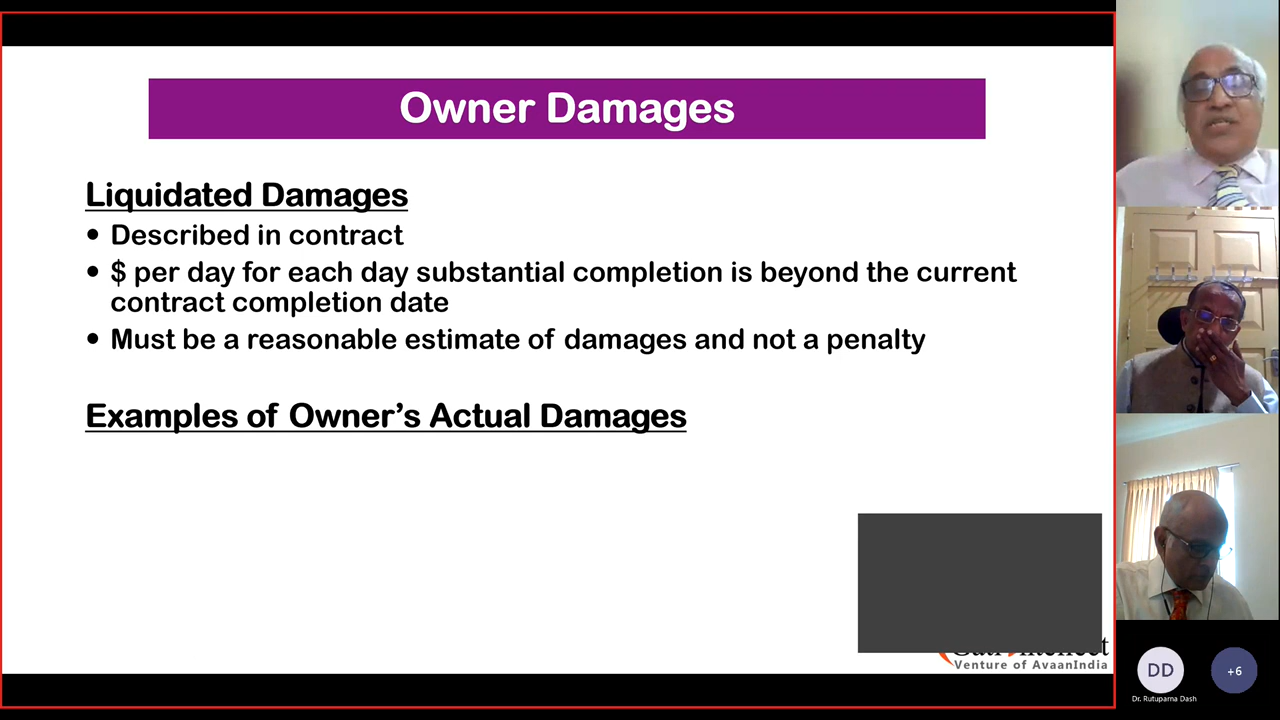 Owner Damages
Liquidated Damages
• Described in contract
• $ per day for each day substantial completion is beyond the current
contract completion date
• Must be a reasonable estimate of damages and not a penalty
Examples of Owner’s Actual Damages
Venture of AvaanIndia
DD
+6
Dr. Rutuparna Dash